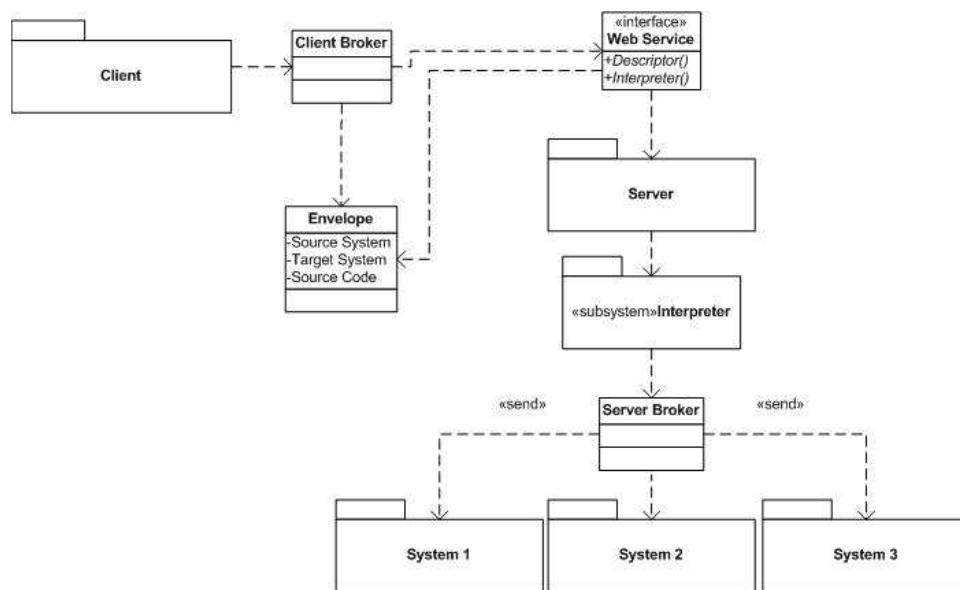 Client
Client Broker
«interface»
Web Service
+Descriptor()
+Interpreter()
Server
Envelope
-Source System
-Target System
-Source Code
«subsystem»Interpreter
«send»
Server Broker
«send»
System 1
System 2
System 3